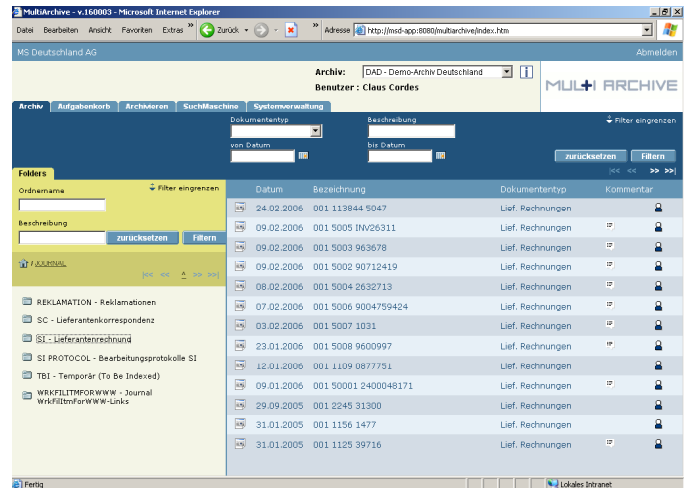 MultiArchive - v.160003 - Microsoft Internet Explorer
Datei Bearbeiten Ansicht Favoriten Extras » Zurück » Adresse http://msd-app:8080/multiarchive/index.htm
MS Deutschland AG Abmelden
Archiv: DAD - Demo-Archiv Deutschland i
Benutzer : Claus Cordes
MULTI ARCHIVE
Archiv Aufgabenkorb Archivieren SuchMaschine Systemverwaltung
Dokumententyp Beschreibung Filter eingrenzen
von Datum bis Datum
zurücksetzen Filtern
|<< << >> >>|
Folders
Ordnername Filter eingrenzen
Beschreibung
zurücksetzen Filtern
/ JOURNAL
|<< << ^ >> >>|
REKLAMATION - Reklamationen
SC - Lieferantenkorrespondenz
SI - Lieferantenrechnung
SI PROTOCOL - Bearbeitungsprotokolle SI
TBI - Temporär (To Be Indexed)
WRKFILITMFORWWW - Journal
WrkFilItmForWWW-Links
Datum Bezeichnung Dokumententyp Kommentar
24.02.2006 001 113844 5047 Lief. Rechnungen
09.02.2006 001 5005 INV26311 Lief. Rechnungen
09.02.2006 001 5003 963678 Lief. Rechnungen
09.02.2006 001 5002 90712419 Lief. Rechnungen
08.02.2006 001 5004 2632713 Lief. Rechnungen
07.02.2006 001 5006 9004759424 Lief. Rechnungen
03.02.2006 001 5007 1031 Lief. Rechnungen
23.01.2006 001 5008 9600997 Lief. Rechnungen
12.01.2006 001 1109 0877751 Lief. Rechnungen
09.01.2006 001 50001 2400048171 Lief. Rechnungen
29.09.2005 001 2245 31300 Lief. Rechnungen
31.01.2005 001 1156 1477 Lief. Rechnungen
31.01.2005 001 1125 39716 Lief. Rechnungen
Fertig Lokales Intranet